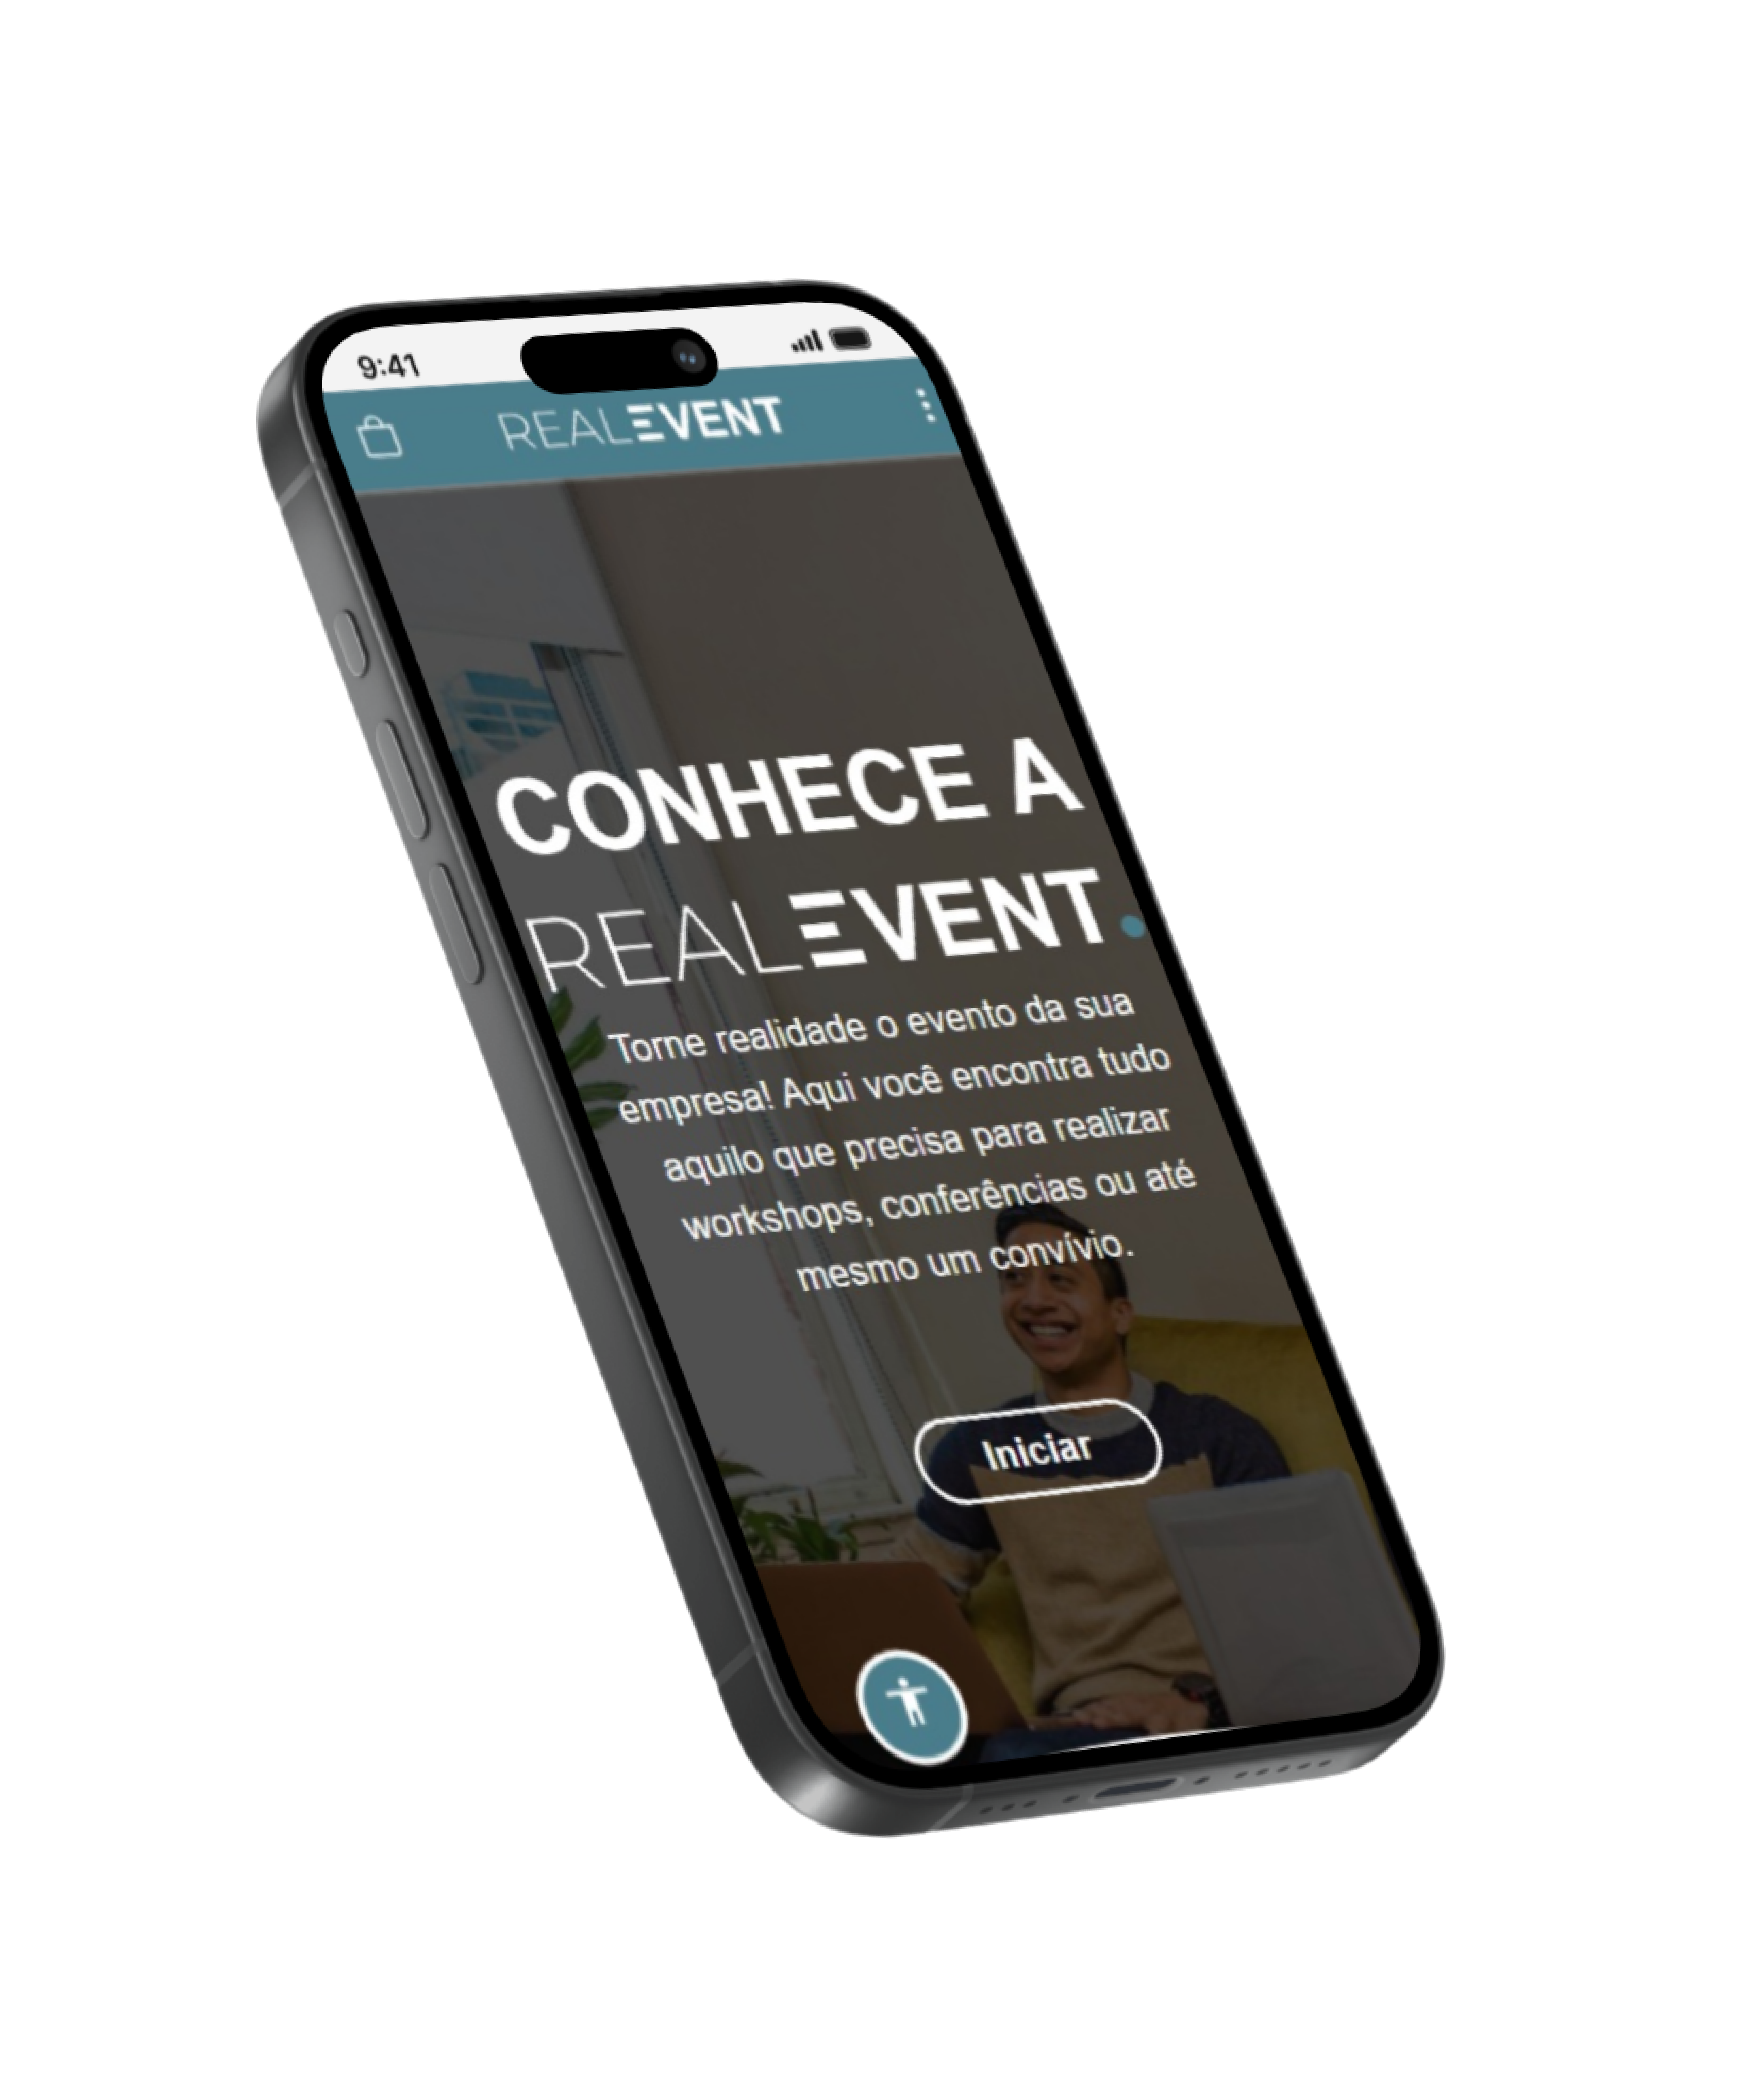 9:41
REALEVENT
CONHECE A
REALEVENT.
Torne realidade o evento da sua
empresa! Aqui você encontra tudo
aquilo que precisa para realizar
workshops, conferências ou até
mesmo um convívio.
Iniciar